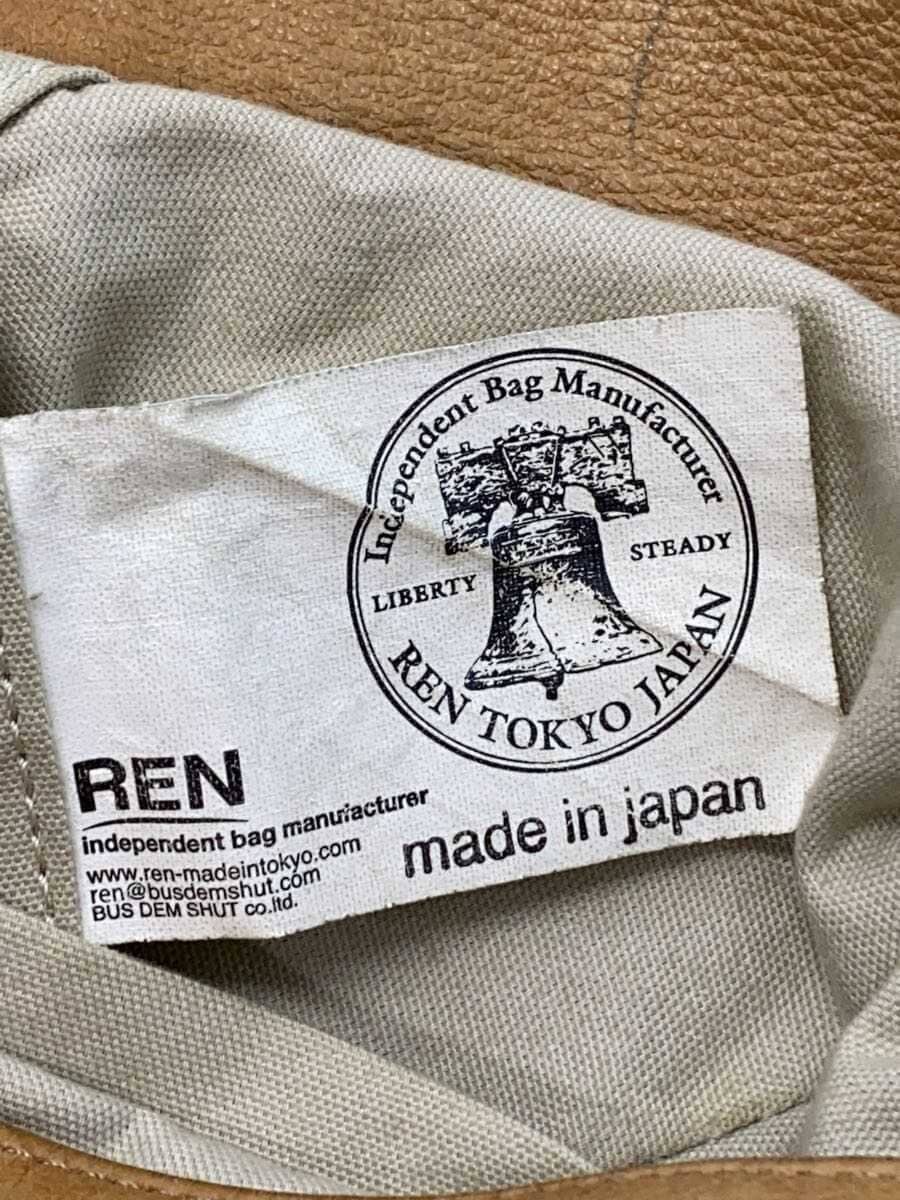 Independent Bag Manufacturer
LIBERTY
STEADY
REN TOKYO JAPAN
REN
independent bag manufacturer
made in japan
www.ren-madeintokyo.com
ren@busdemshut.com
BUS DEM SHUT co.ltd.